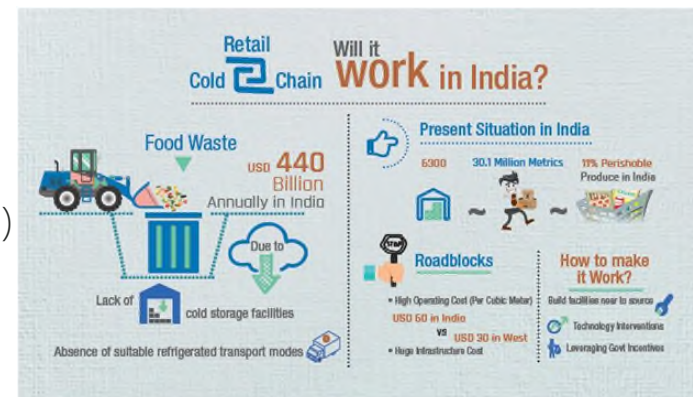 Retail
Cold Chain
Will it
work in India?
Food Waste
USD 440
Billion
Annually in India
Due to
Lack of cold storage facilities
Absence of suitable refrigerated transport modes
Present Situation in India
6300 30.1 Million Metrics 11% Perishable
Produce in India
STOP
Roadblocks
• High Operating Cost (Per Cubic Meter)
USD 60 in India
VS
USD 30 in West
• Huge Infrastructure Cost
How to make
it Work?
Build facilities near to source
Technology Interventions
Leveraging Govt Incentives
)